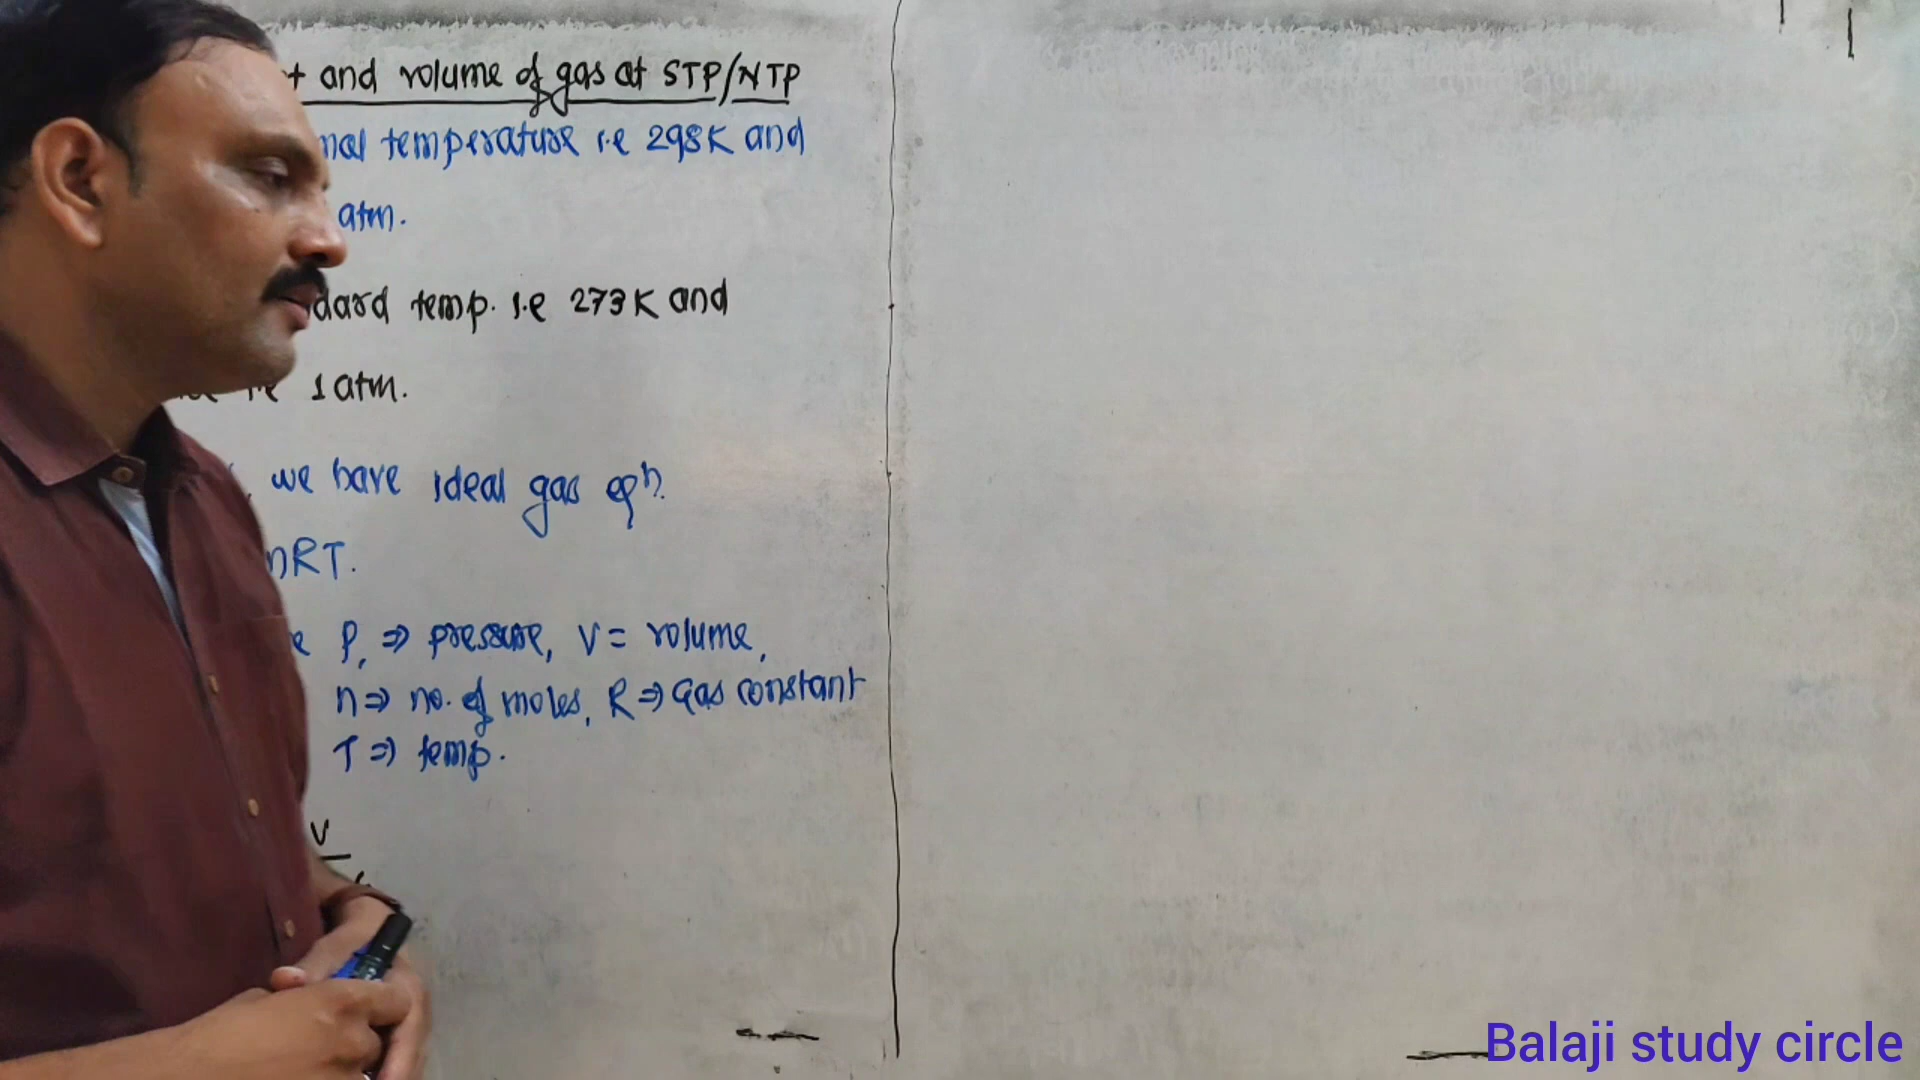 and volume of gas at STP/NTP
temperature i.e 298K and
atm.
temp. i.e 273K and
1 atm.
we have ideal gas eqn.
nRT.
P, => pressure, V = volume,
n => no. of moles, R => Gas constant
T => temp.
V
Balaji study circle